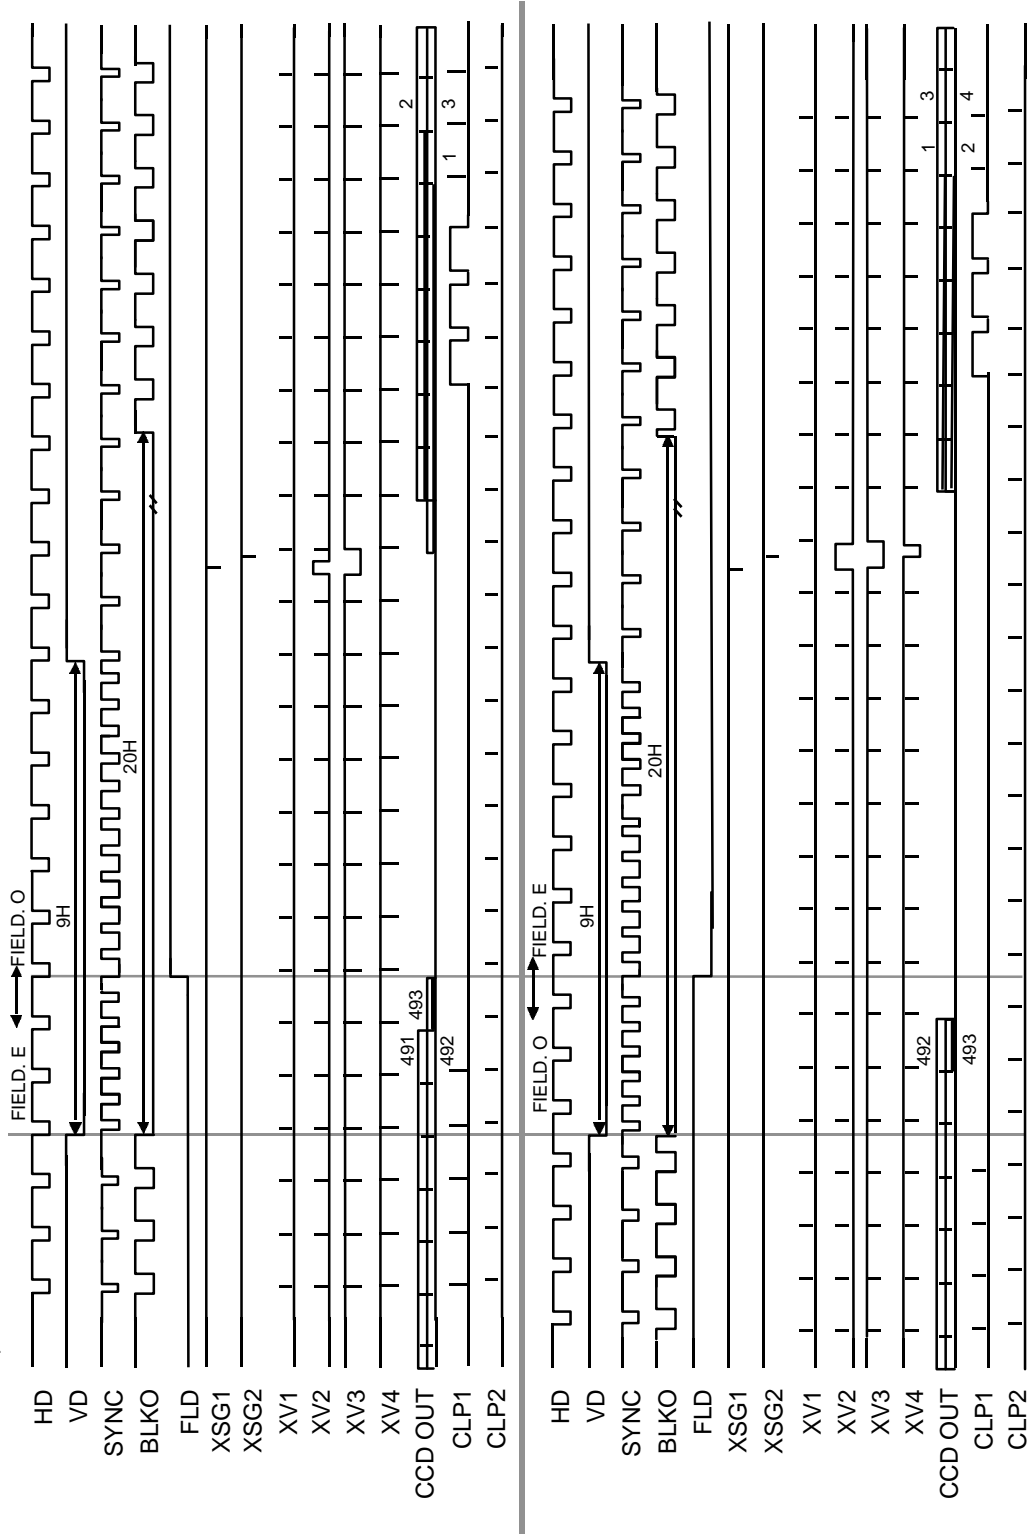 FIELD. E FIELD. O
HD
9H
VD
SYNC
20H
BLKO
FLD
XSG1
XSG2
XV1
XV2
XV3
XV4
491 493 2
CCD OUT
492 1 3
CLP1
CLP2
FIELD. O FIELD. E
HD
9H
VD
SYNC
20H
BLKO
FLD
XSG1
XSG2
XV1
XV2
XV3
XV4
492 1 3
CCD OUT
493 2 4
CLP1
CLP2